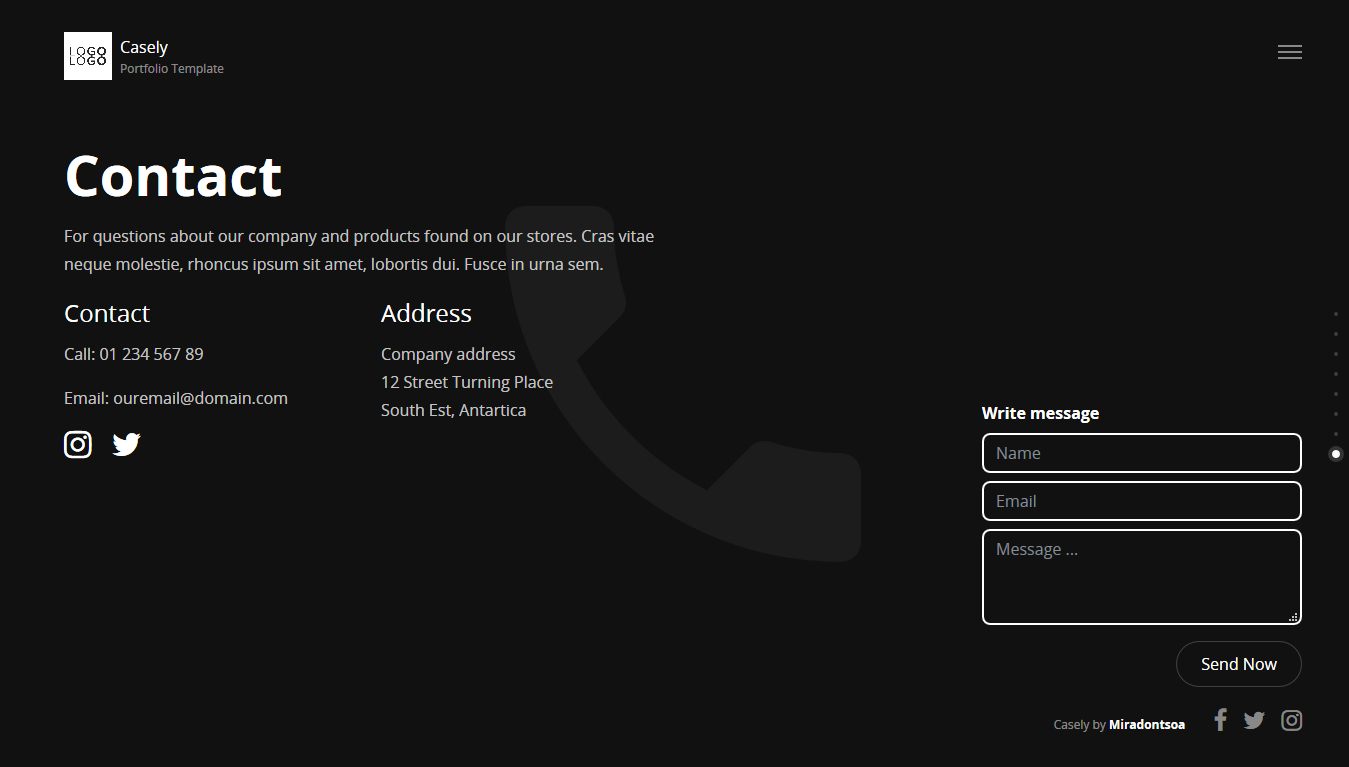 LOGO
LOGO
Casely
Portfolio Template
Contact
For questions about our company and products found on our stores. Cras vitae
neque molestie, rhoncus ipsum sit amet, lobortis dui. Fusce in urna sem.
Contact
Call: 01 234 567 89
Email: ouremail@domain.com
Address
Company address
12 Street Turning Place
South Est, Antartica
Write message
Name
Email
Message ...
Send Now
Casely by Miradontsoa